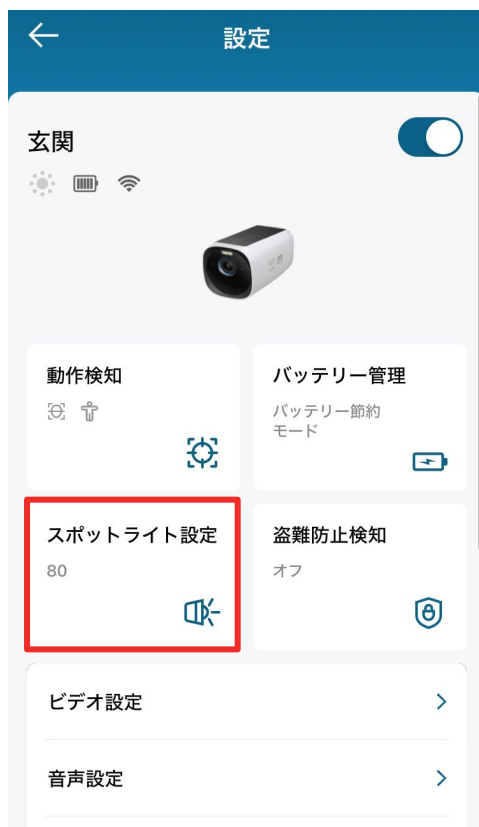 設定
玄関
動作検知
バッテリー管理
バッテリー節約
モード
スポットライト設定
80
盗難防止検知
オフ
ビデオ設定
音声設定